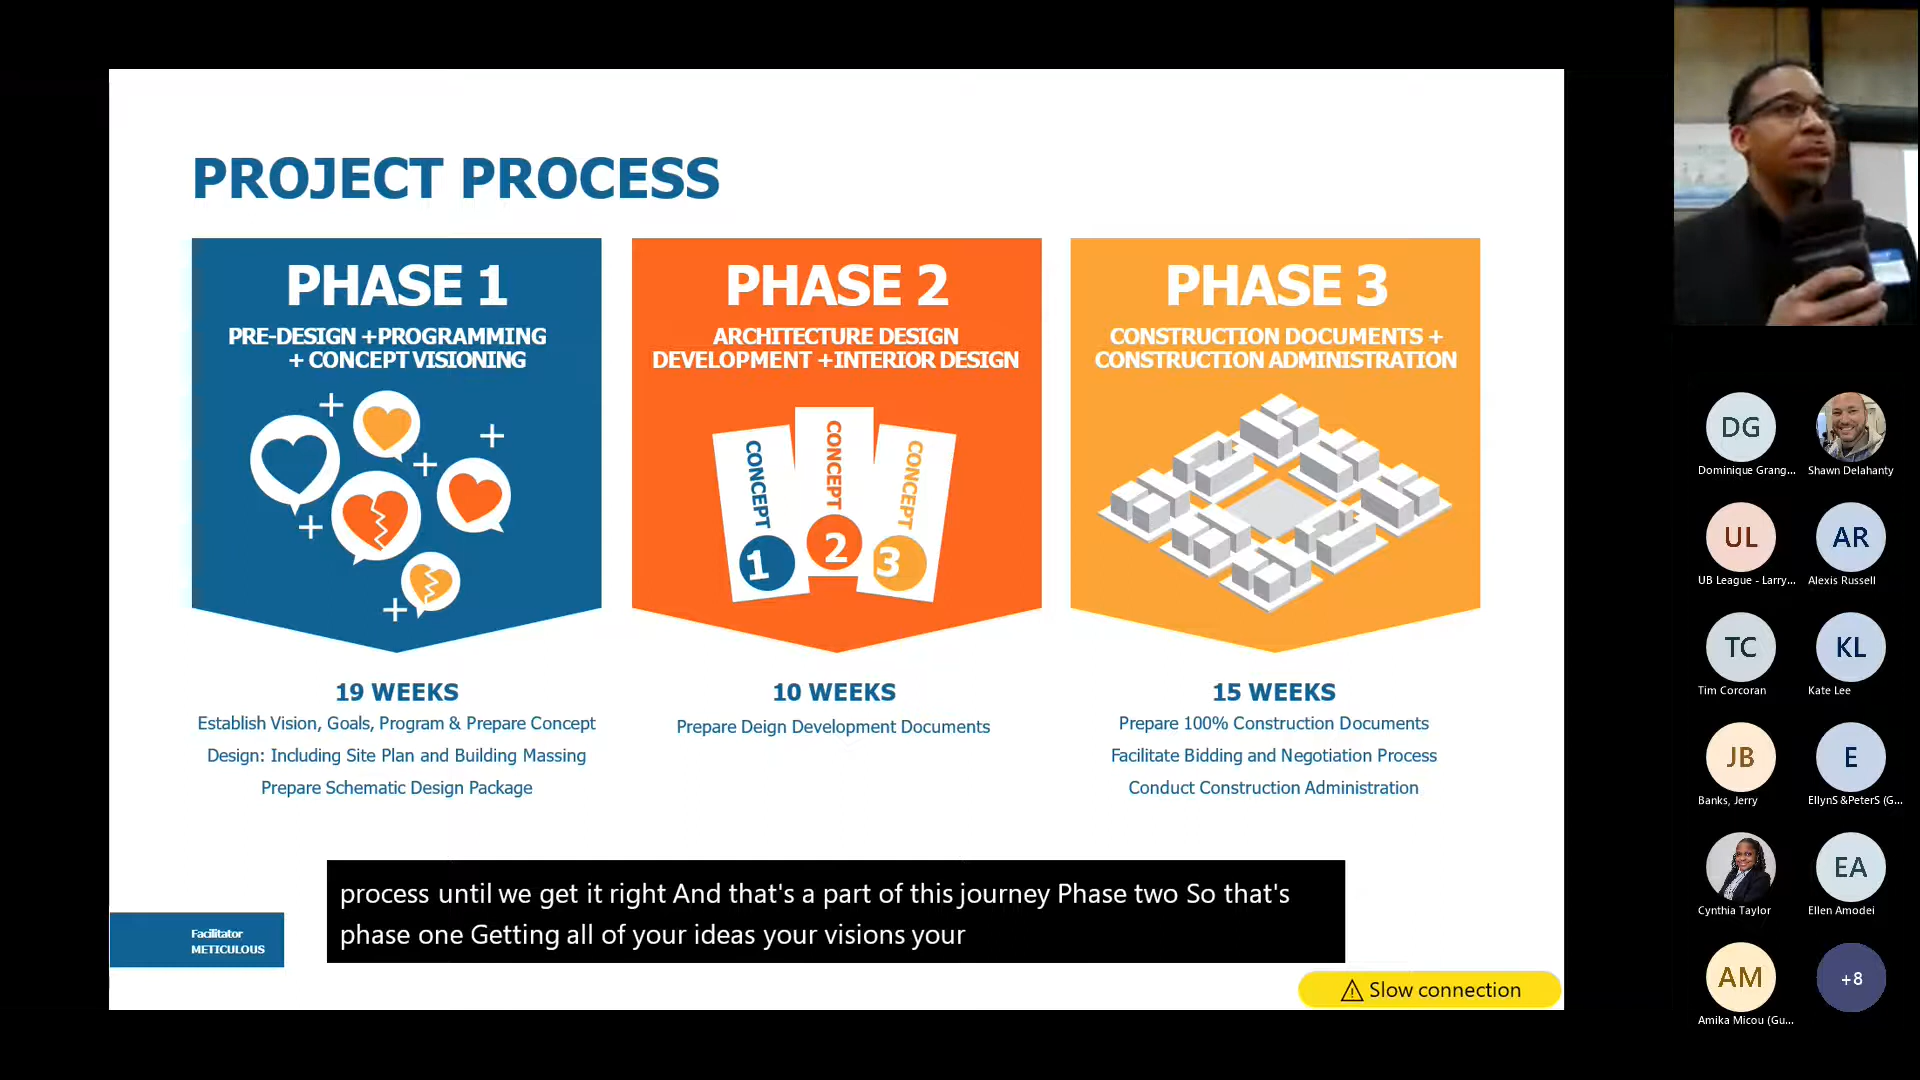 PROJECT PROCESS
PHASE 1
PRE-DESIGN +PROGRAMMING
+ CONCEPT VISIONING
PHASE 2
ARCHITECTURE DESIGN
DEVELOPMENT +INTERIOR DESIGN
CONCEPT
1
CONCEPT
2
CONCEPT
3
PHASE 3
CONSTRUCTION DOCUMENTS +
CONSTRUCTION ADMINISTRATION
19 WEEKS
Establish Vision, Goals, Program & Prepare Concept
Design: Including Site Plan and Building Massing
Prepare Schematic Design Package
10 WEEKS
Prepare Deign Development Documents
15 WEEKS
Prepare 100% Construction Documents
Facilitate Bidding and Negotiation Process
Conduct Construction Administration
Facilitator
METICULOUS
process until we get it right And that's a part of this journey Phase two So that's
phase one Getting all of your ideas your visions your
Slow connection
DG
Dominique Grang...
Shawn Delahanty
UL
UB League - Larry...
AR
Alexis Russell
TC
Tim Corcoran
KL
Kate Lee
JB
Banks, Jerry
E
EllynS &PeterS (G...
Cynthia Taylor
EA
Ellen Amodei
AM
Amika Micou (Gu...
+8